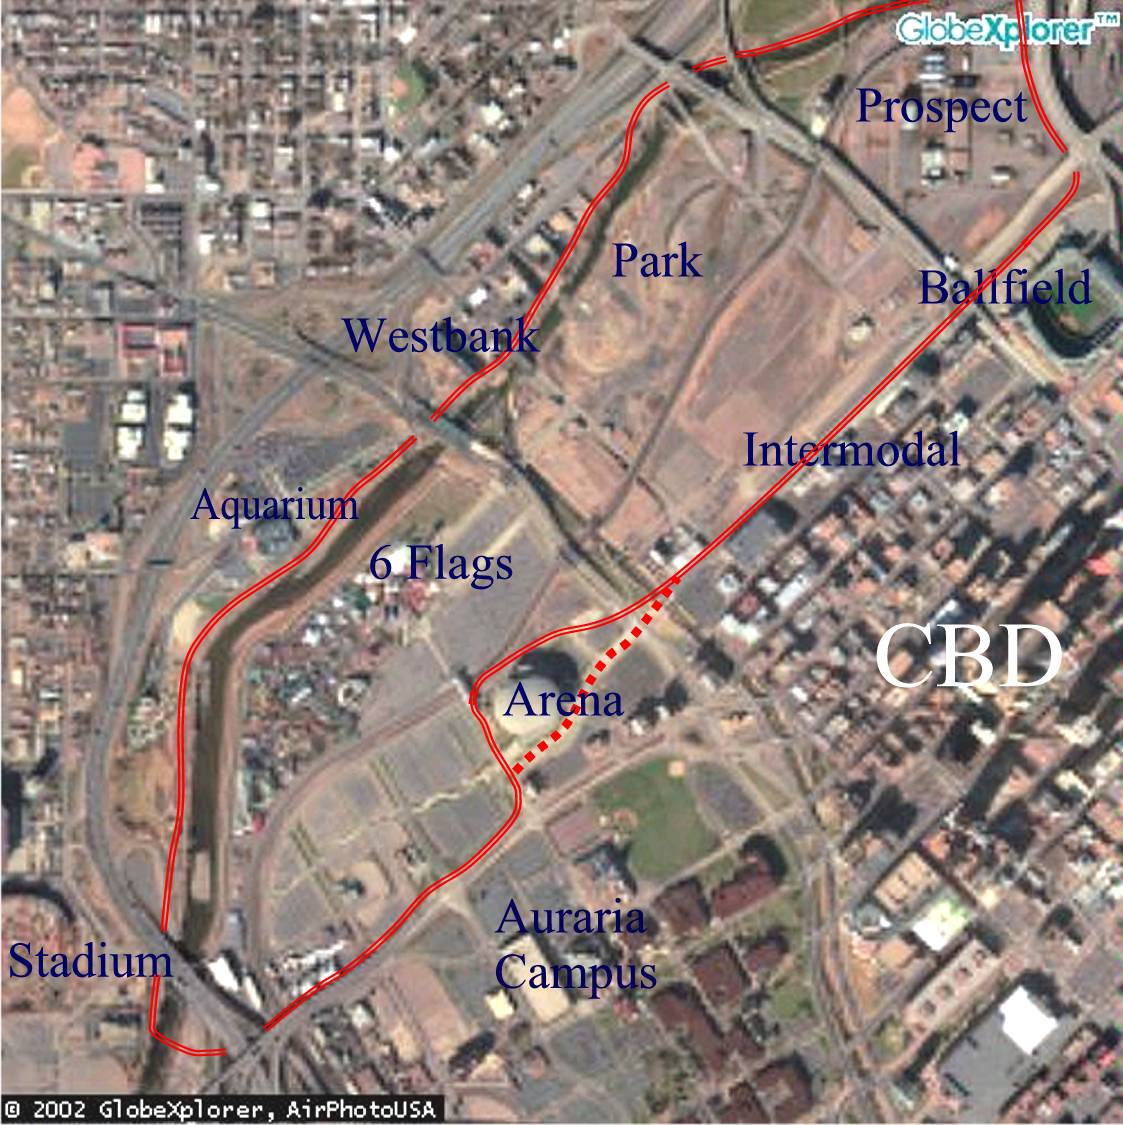 GlobeXplorer™
Prospect
Park
Ballfield
Westbank
Intermodal
Aquarium
6 Flags
CBD
Arena
Auraria
Campus
Stadium
© 2002 GlobeXplorer, AirPhotoUSA